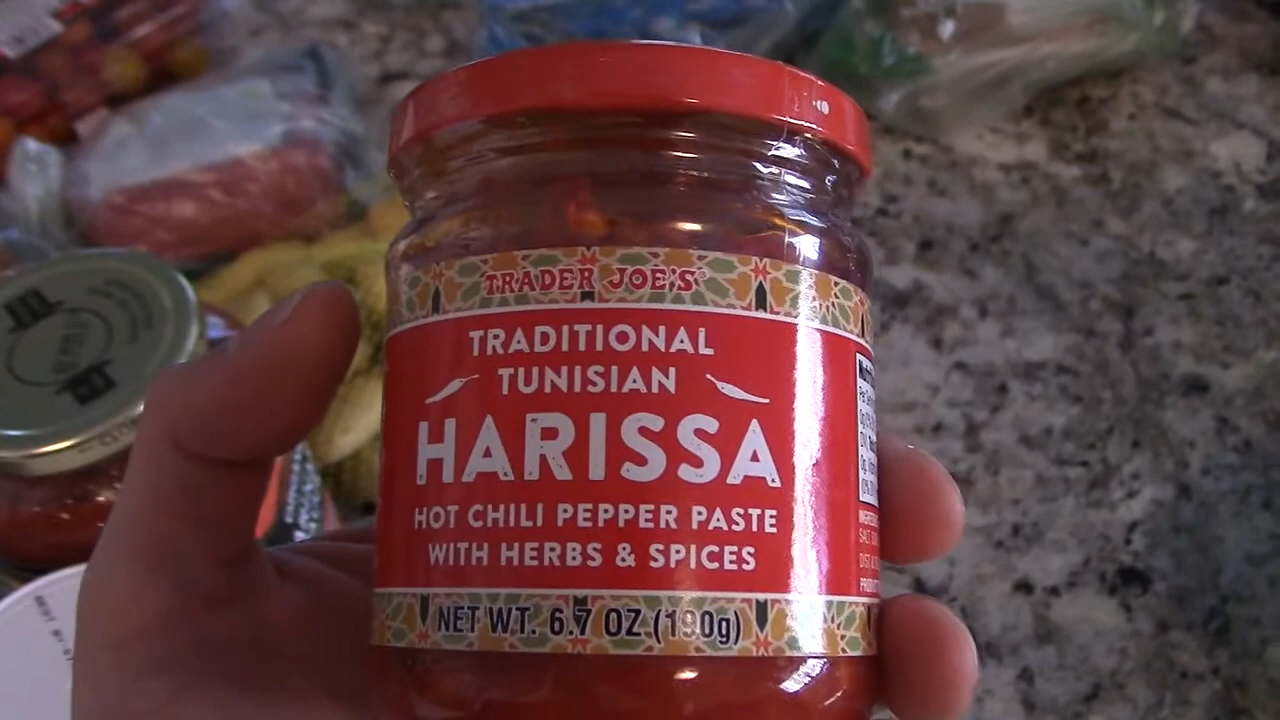 TRADER JOE'S®
TRADITIONAL
TUNISIAN
HARISSA
HOT CHILI PEPPER PASTE
WITH HERBS & SPICES
NET WT. 6.7 OZ (190g)